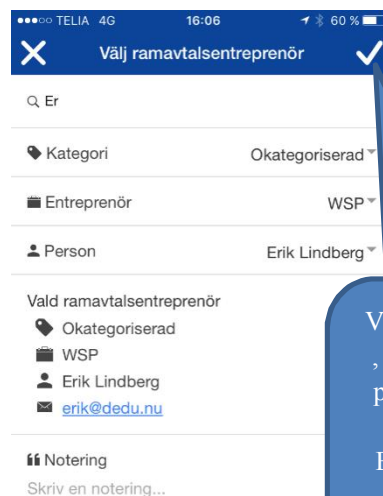 TELIA 4G 16:06 60 %
Välj ramavtalsentreprenör
Er
Kategori Okategoriserad
Entreprenör WSP
Person Erik Lindberg
Vald ramavtalsentreprenör
Okategoriserad
WSP
Erik Lindberg
erik@dedu.nu
Notering
Skriv en notering...